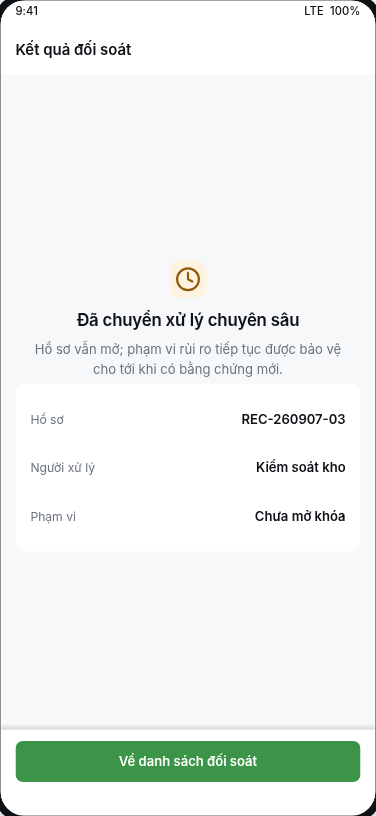 9:41 LTE 100%
Kết quả đối soát
Đã chuyển xử lý chuyên sâu
Hồ sơ vẫn mở; phạm vi rủi ro tiếp tục được bảo vệ
cho tới khi có bằng chứng mới.
Hồ sơ REC-260907-03
Người xử lý Kiểm soát kho
Phạm vi Chưa mở khóa
Về danh sách đối soát